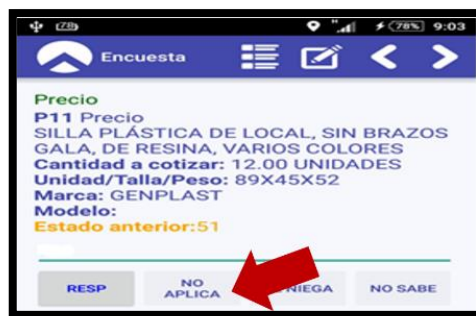 78% 9:03
Encuesta
Precio
P11 Precio
SILLA PLÁSTICA DE LOCAL, SIN BRAZOS
GALA, DE RESINA, VARIOS COLORES
Cantidad a cotizar: 12.00 UNIDADES
Unidad/Talla/Peso: 89X45X52
Marca: GENPLAST
Modelo:
Estado anterior:51
RESP NO APLICA NIEGA NO SABE